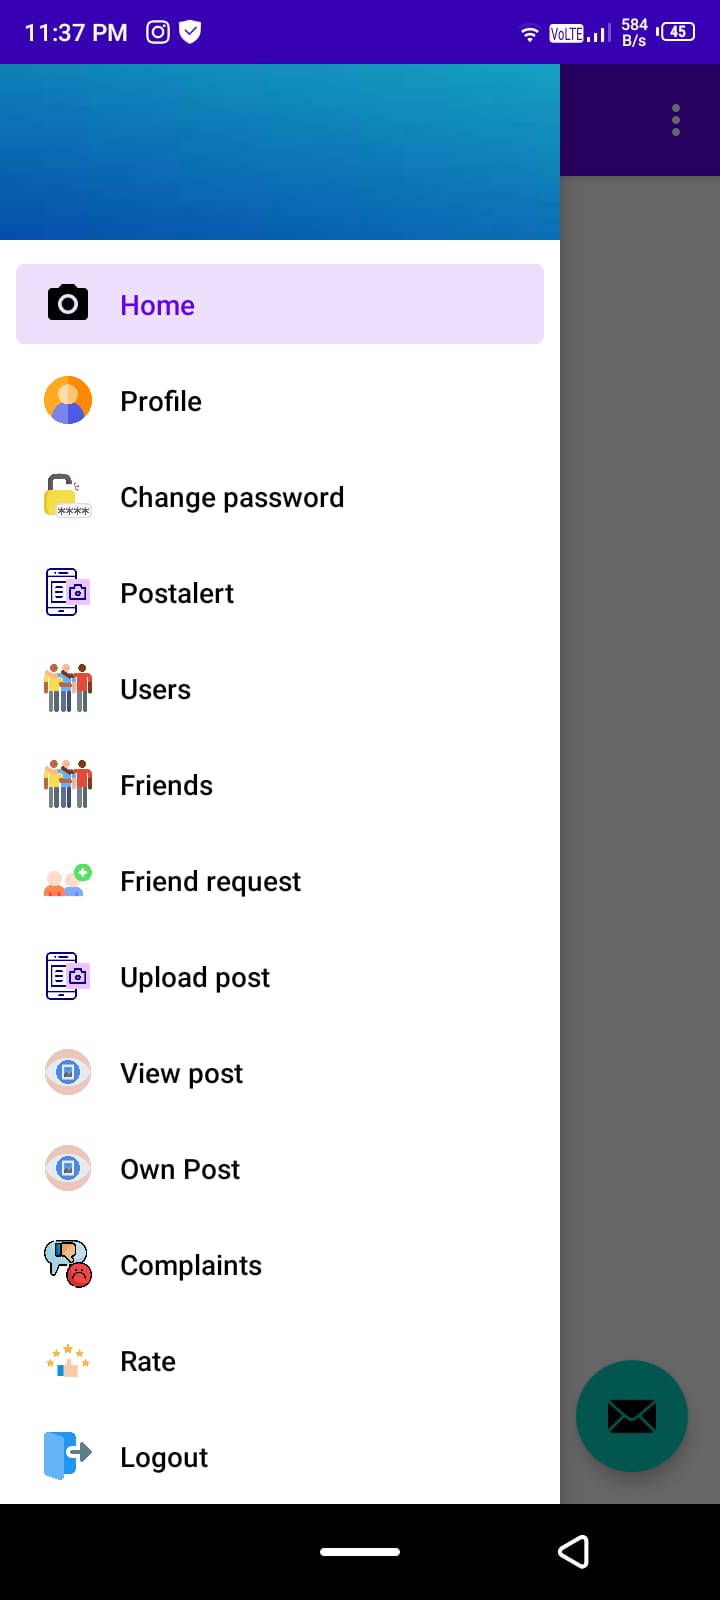 11:37 PM VoLTE 584 B/s 45
Home
Profile
Change password
****
Postalert
Users
Friends
Friend request
Upload post
View post
Own Post
Complaints
Rate
Logout